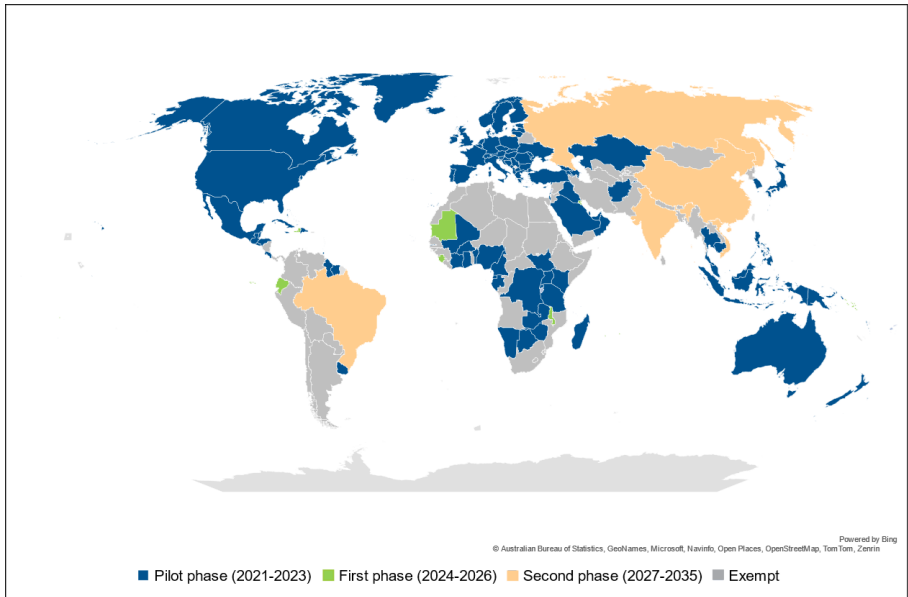 Powered by Bing
© Australian Bureau of Statistics, GeoNames, Microsoft, Navinfo, Open Places, OpenStreetMap, TomTom, Zenrin
Pilot phase (2021-2023) First phase (2024-2026) Second phase (2027-2035) Exempt